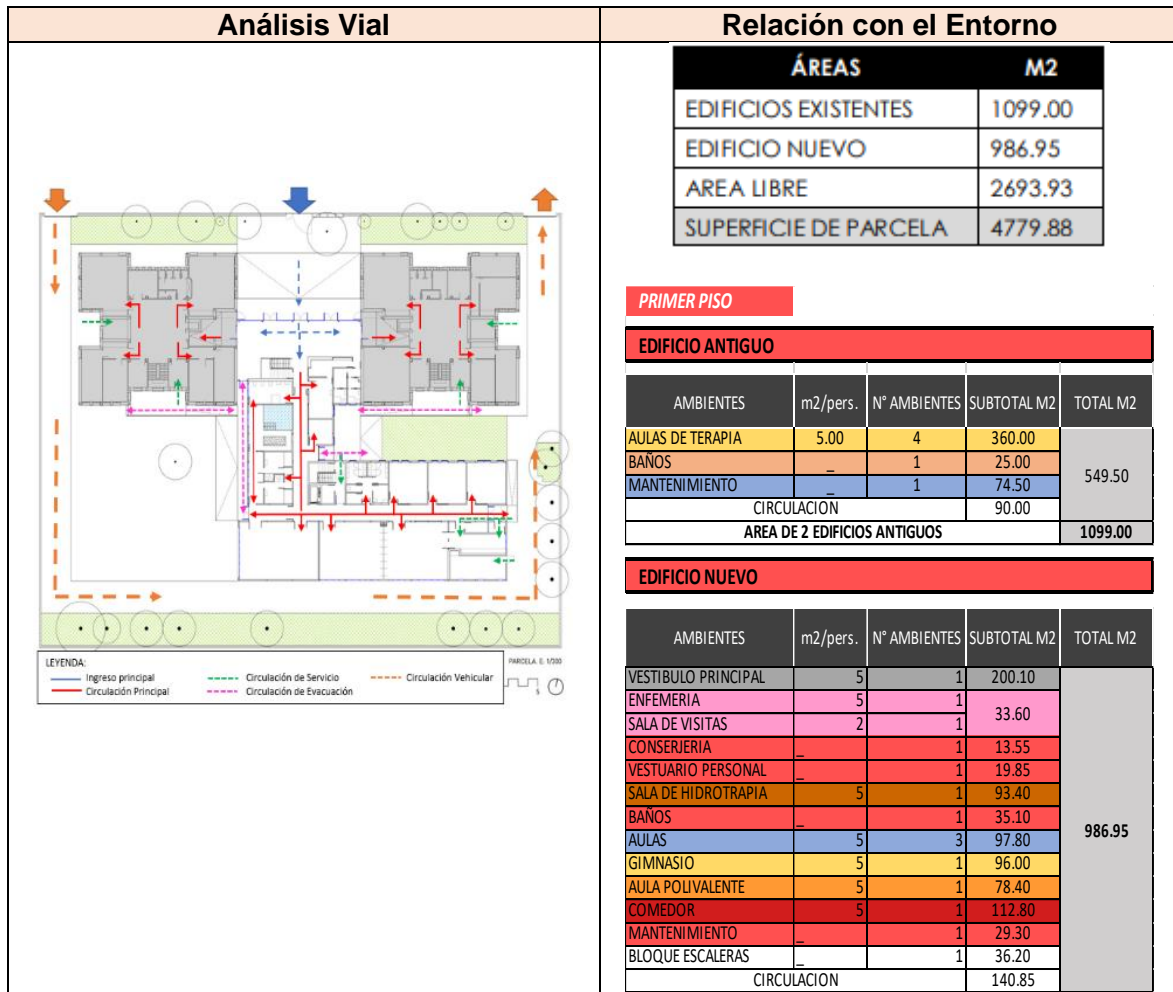 Análisis Vial
Relación con el Entorno
ÁREAS M2
EDIFICIOS EXISTENTES 1099.00
EDIFICIO NUEVO 986.95
AREA LIBRE 2693.93
SUPERFICIE DE PARCELA 4779.88
LEYENDA:
Ingreso principal
Circulación Principal
Circulación de Servicio
Circulación de Evacuación
Circulación Vehicular
PARCELA E. 1/200
S
PRIMER PISO
EDIFICIO ANTIGUO
AMBIENTES m2/pers. N° AMBIENTES SUBTOTAL M2 TOTAL M2
AULAS DE TERAPIA 5.00 4 360.00
BAÑOS _ 1 25.00
549.50
MANTENIMIENTO _ 1 74.50
CIRCULACION 90.00
AREA DE 2 EDIFICIOS ANTIGUOS 1099.00
EDIFICIO NUEVO
AMBIENTES m2/pers. N° AMBIENTES SUBTOTAL M2 TOTAL M2
VESTIBULO PRINCIPAL 5 1 200.10
ENFEMERIA 5 1
33.60
SALA DE VISITAS 2 1
CONSERJERIA _ 1 13.55
VESTUARIO PERSONAL _ 1 19.85
SALA DE HIDROTRAPIA 5 1 93.40
BAÑOS _ 1 35.10
986.95
AULAS 5 3 97.80
GIMNASIO 5 1 96.00
AULA POLIVALENTE 5 1 78.40
COMEDOR 5 1 112.80
MANTENIMIENTO _ 1 29.30
BLOQUE ESCALERAS _ 1 36.20
CIRCULACION 140.85